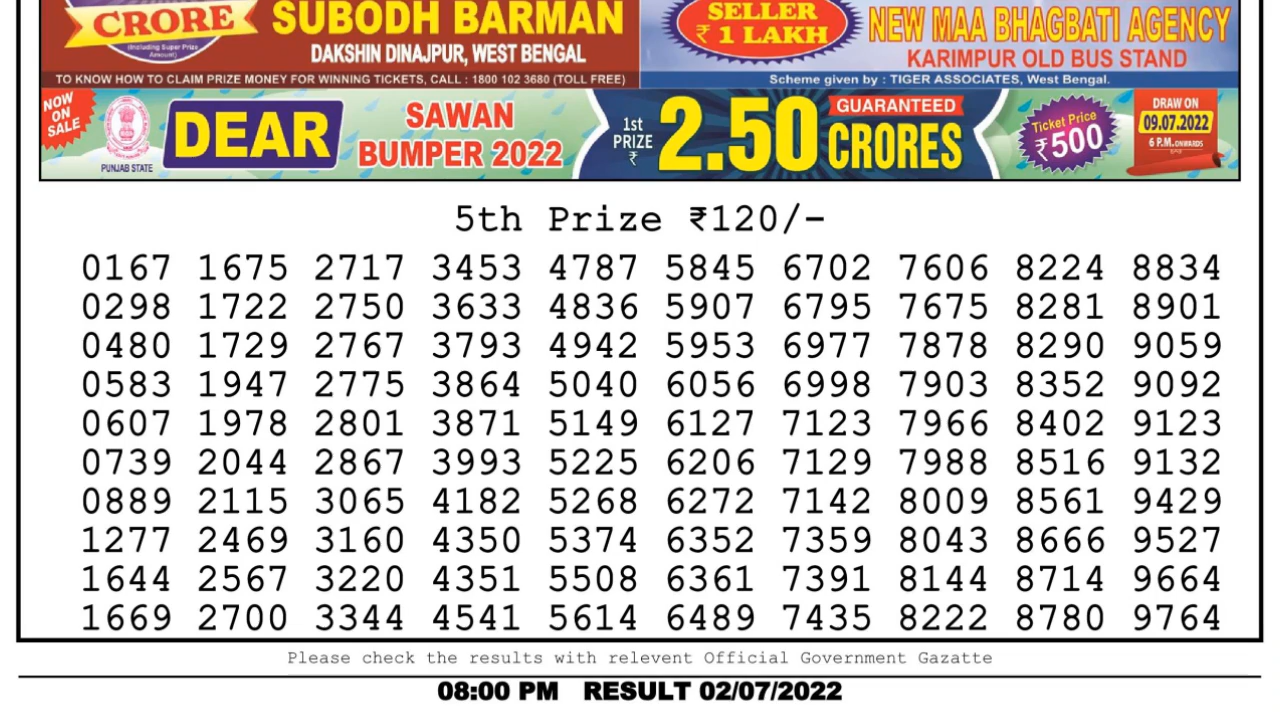 CRORE
(Including Super Prize
Amount)
SUBODH BARMAN
DAKSHIN DINAJPUR, WEST BENGAL
SELLER
₹ 1 LAKH
NEW MAA BHAGBATI AGENCY
KARIMPUR OLD BUS STAND
TO KNOW HOW TO CLAIM PRIZE MONEY FOR WINNING TICKETS, CALL : 1800 102 3680 (TOLL FREE)
Scheme given by : TIGER ASSOCIATES, West Bengal.
NOW
ON
SALE
PUNJAB STATE
DEAR
SAWAN
BUMPER 2022
1st
PRIZE
₹
2.50
GUARANTEED
CRORES
Ticket Price
₹500
DRAW ON
09.07.2022
6 P.M. ONWARDS
5th Prize ₹120/-
0167 1675 2717 3453 4787 5845 6702 7606 8224 8834
0298 1722 2750 3633 4836 5907 6795 7675 8281 8901
0480 1729 2767 3793 4942 5953 6977 7878 8290 9059
0583 1947 2775 3864 5040 6056 6998 7903 8352 9092
0607 1978 2801 3871 5149 6127 7123 7966 8402 9123
0739 2044 2867 3993 5225 6206 7129 7988 8516 9132
0889 2115 3065 4182 5268 6272 7142 8009 8561 9429
1277 2469 3160 4350 5374 6352 7359 8043 8666 9527
1644 2567 3220 4351 5508 6361 7391 8144 8714 9664
1669 2700 3344 4541 5614 6489 7435 8222 8780 9764
Please check the results with relevent Official Government Gazatte
08:00 PM RESULT 02/07/2022